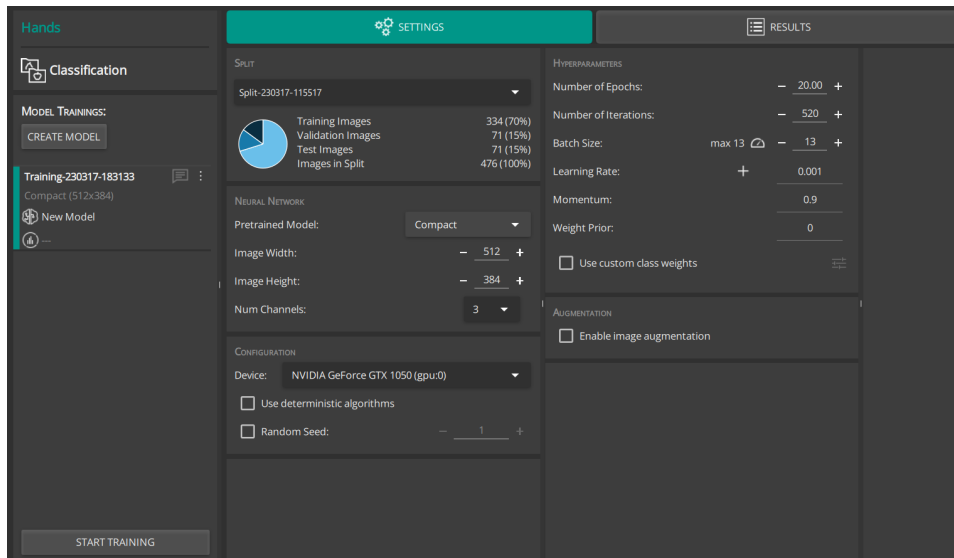 Hands
Classification
MODEL TRAININGS:
CREATE MODEL
Training-230317-183133
Compact (512x384)
New Model
—
START TRAINING
SETTINGS
RESULTS
SPLIT
Split-230317-115517
Training Images 334 (70%)
Validation Images 71 (15%)
Test Images 71 (15%)
Images in Split 476 (100%)
NEURAL NETWORK
Pretrained Model: Compact
Image Width: − 512 +
Image Height: − 384 +
Num Channels: 3
CONFIGURATION
Device: NVIDIA GeForce GTX 1050 (gpu:0)
Use deterministic algorithms
Random Seed: − 1 +
HYPERPARAMETERS
Number of Epochs: − 20.00 +
Number of Iterations: − 520 +
Batch Size: max 13 − 13 +
Learning Rate: + 0.001
Momentum: 0.9
Weight Prior: 0
Use custom class weights
AUGMENTATION
Enable image augmentation